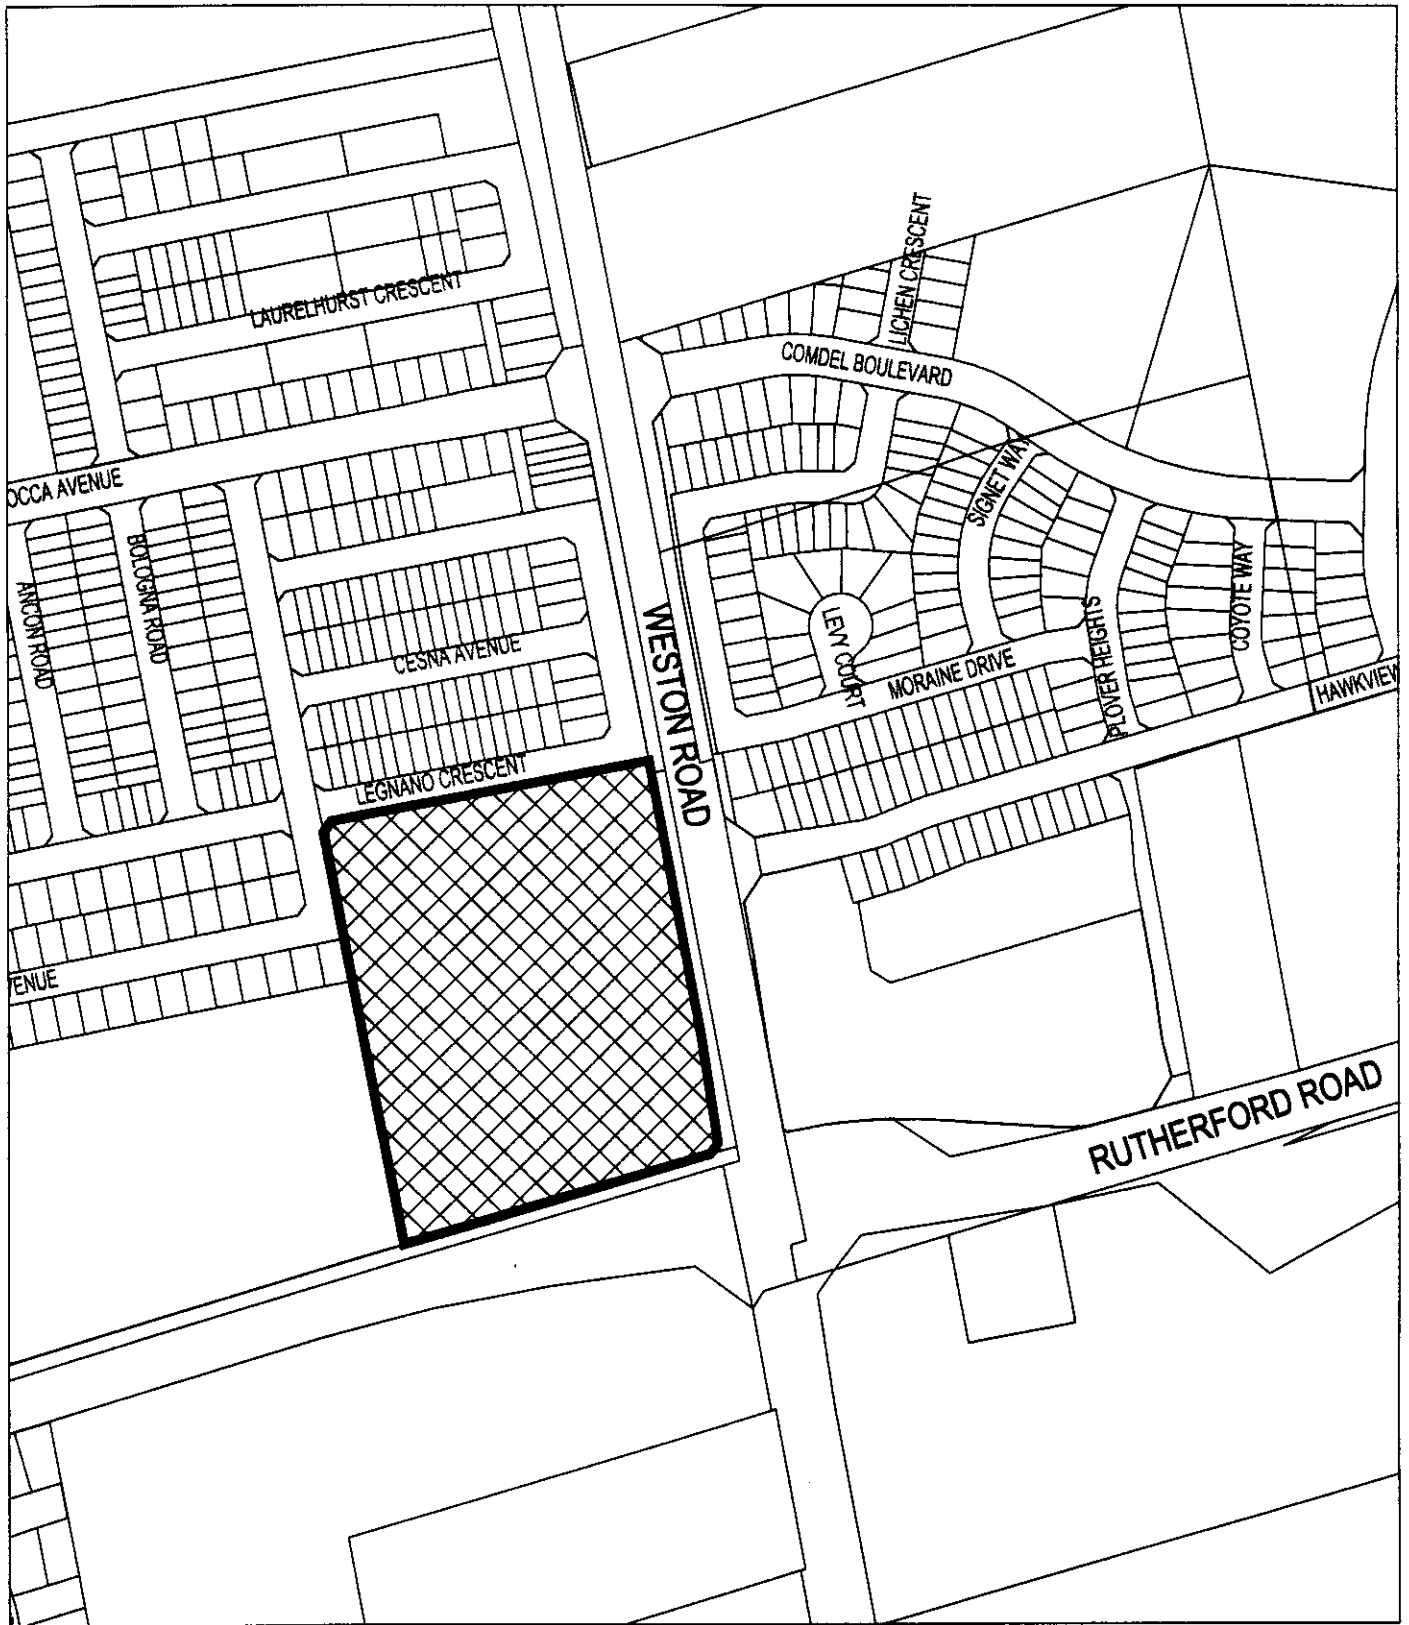 LICHEN CRESCENT
LAURELHURST CRESCENT
COMDEL BOULEVARD
OCCA AVENUE
SIGNET WAY
BOLOGNA ROAD
ANCON ROAD
COYOTE WAY
WESTON ROAD
LEVY COURT
PLOVER HEIGHTS
CESNA AVENUE
MORAINE DRIVE
HAWKVIEW
LEGNANO CRESCENT
VENUE
RUTHERFORD ROAD